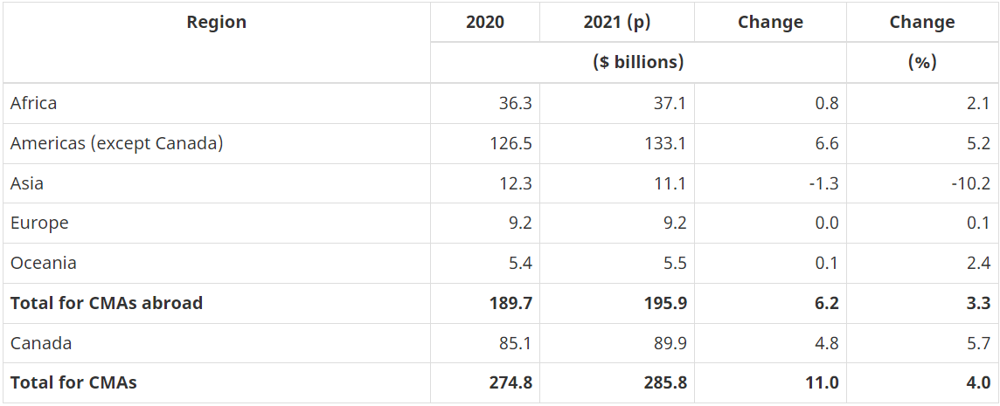 Region 2020 2021 (p) Change Change
($ billions) (%)
Africa 36.3 37.1 0.8 2.1
Americas (except Canada) 126.5 133.1 6.6 5.2
Asia 12.3 11.1 -1.3 -10.2
Europe 9.2 9.2 0.0 0.1
Oceania 5.4 5.5 0.1 2.4
Total for CMAs abroad 189.7 195.9 6.2 3.3
Canada 85.1 89.9 4.8 5.7
Total for CMAs 274.8 285.8 11.0 4.0